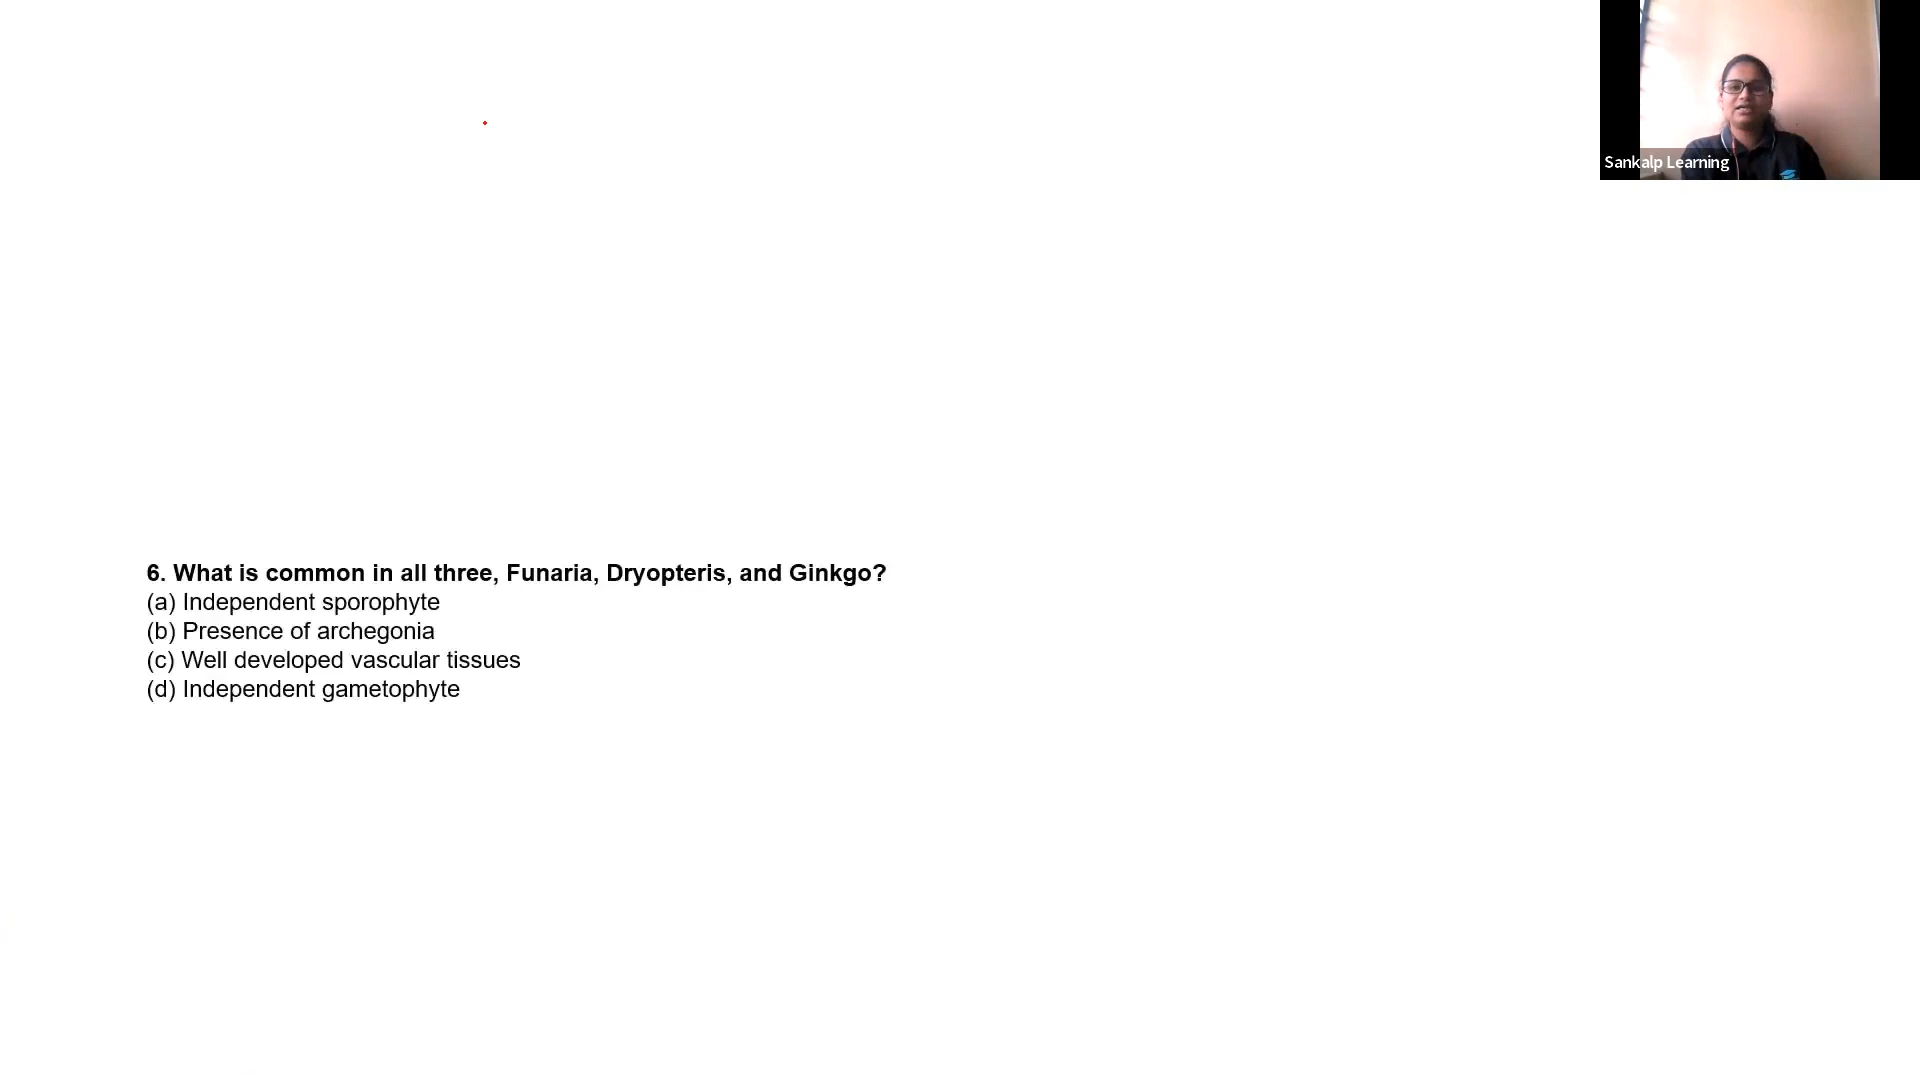 Sankalp Learning
6. What is common in all three, Funaria, Dryopteris, and Ginkgo?
(a) Independent sporophyte
(b) Presence of archegonia
(c) Well developed vascular tissues
(d) Independent gametophyte